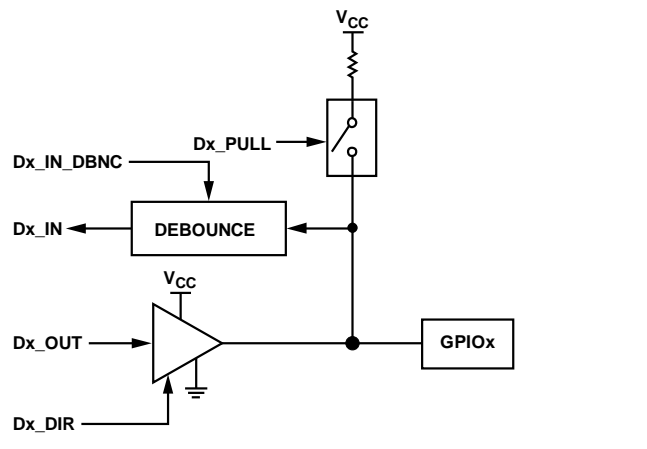 VCC
Dx_PULL
Dx_IN_DBNC
Dx_IN
DEBOUNCE
VCC
Dx_OUT
GPIOx
Dx_DIR